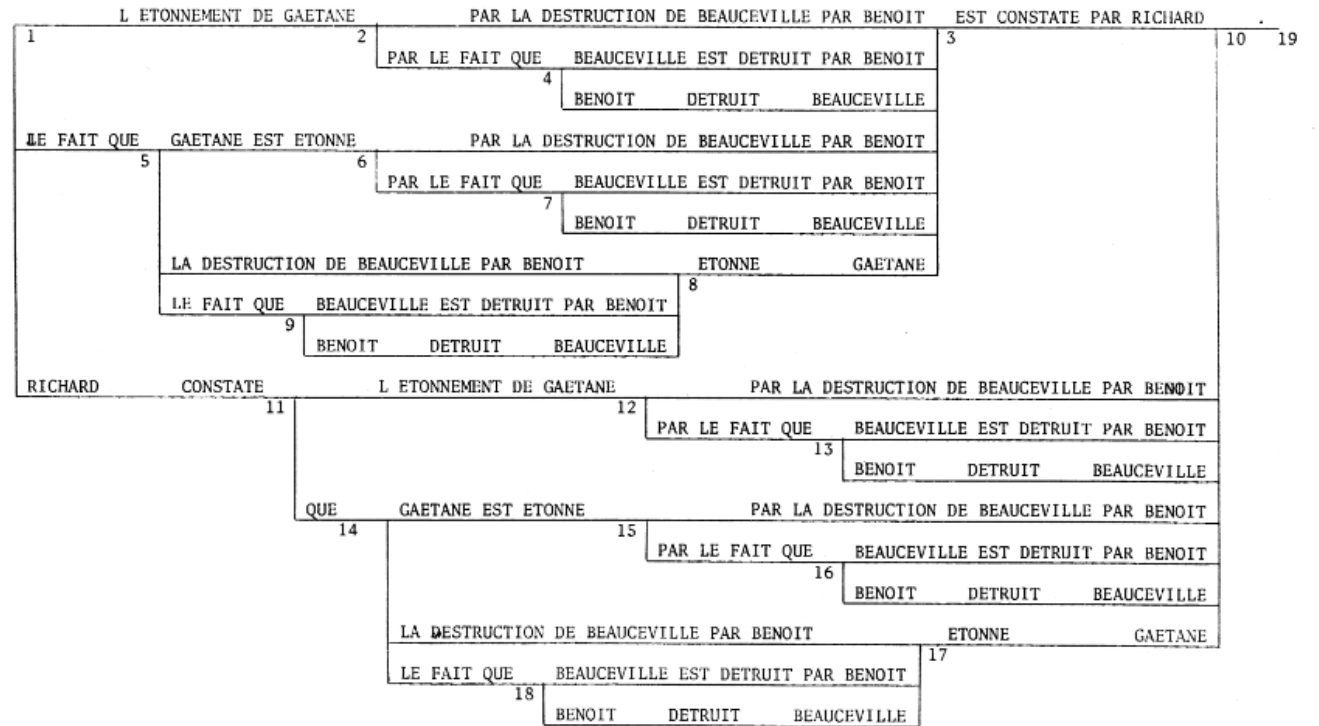 L ETONNEMENT DE GAETANE PAR LA DESTRUCTION DE BEAUCEVILLE PAR BENOIT EST CONSTATE PAR RICHARD .
1 2 3 10 19
PAR LE FAIT QUE BEAUCEVILLE EST DETRUIT PAR BENOIT
4
BENOIT DETRUIT BEAUCEVILLE
LE FAIT QUE GAETANE EST ETONNE PAR LA DESTRUCTION DE BEAUCEVILLE PAR BENOIT
5 6
PAR LE FAIT QUE BEAUCEVILLE EST DETRUIT PAR BENOIT
7
BENOIT DETRUIT BEAUCEVILLE
LA DESTRUCTION DE BEAUCEVILLE PAR BENOIT ETONNE GAETANE
8
LE FAIT QUE BEAUCEVILLE EST DETRUIT PAR BENOIT
9
BENOIT DETRUIT BEAUCEVILLE
RICHARD CONSTATE L ETONNEMENT DE GAETANE PAR LA DESTRUCTION DE BEAUCEVILLE PAR BENOIT
11 12
PAR LE FAIT QUE BEAUCEVILLE EST DETRUIT PAR BENOIT
13
BENOIT DETRUIT BEAUCEVILLE
QUE GAETANE EST ETONNE PAR LA DESTRUCTION DE BEAUCEVILLE PAR BENOIT
14 15
PAR LE FAIT QUE BEAUCEVILLE EST DETRUIT PAR BENOIT
16
BENOIT DETRUIT BEAUCEVILLE
LA DESTRUCTION DE BEAUCEVILLE PAR BENOIT ETONNE GAETANE
17
LE FAIT QUE BEAUCEVILLE EST DETRUIT PAR BENOIT
18
BENOIT DETRUIT BEAUCEVILLE